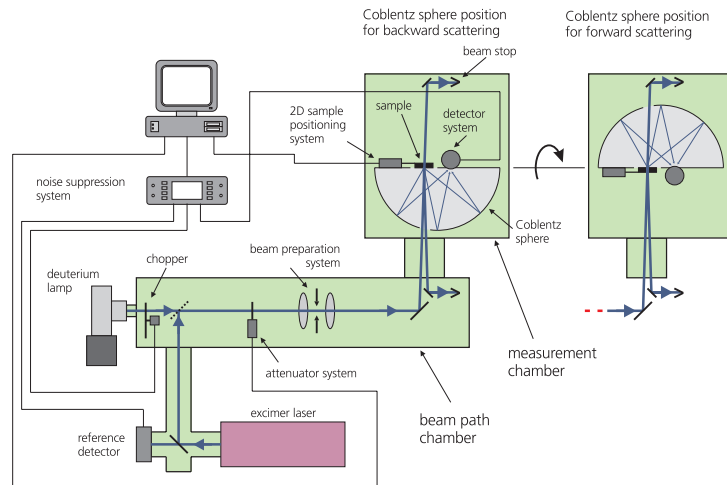 Coblentz sphere position
for backward scattering
Coblentz sphere position
for forward scattering
beam stop
2D sample
positioning
system
sample
detector
system
noise suppression
system
Coblentz
sphere
beam preparation
system
chopper
deuterium
lamp
attenuator system
measurement
chamber
beam path
chamber
excimer laser
reference
detector